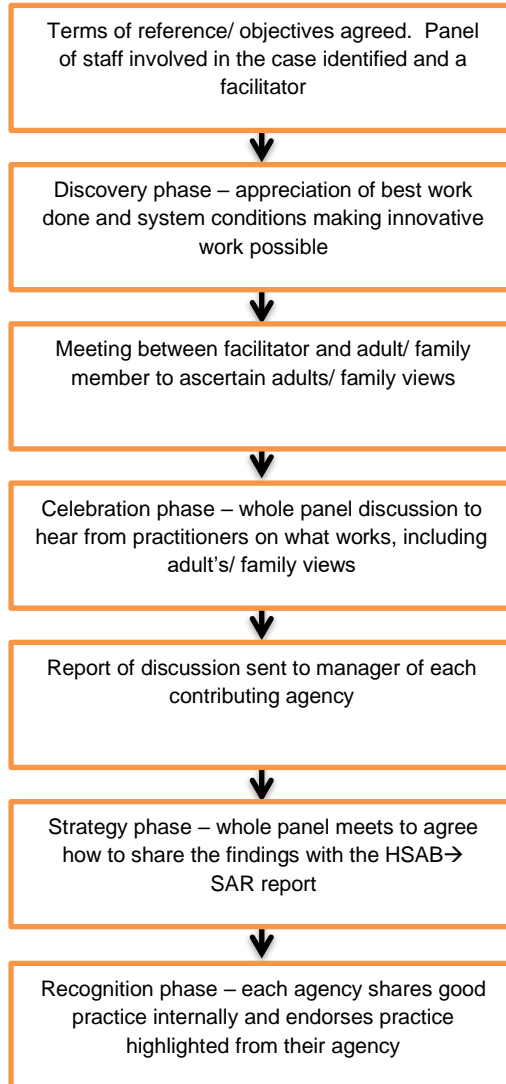 Terms of reference/ objectives agreed.  Panel
of staff involved in the case identified and a
facilitator
Discovery phase – appreciation of best work
done and system conditions making innovative
work possible
Meeting between facilitator and adult/ family
member to ascertain adults/ family views
Celebration phase – whole panel discussion to
hear from practitioners on what works, including
adult's/ family views
Report of discussion sent to manager of each
contributing agency
Strategy phase – whole panel meets to agree
how to share the findings with the HSAB→
SAR report
Recognition phase – each agency shares good
practice internally and endorses practice
highlighted from their agency